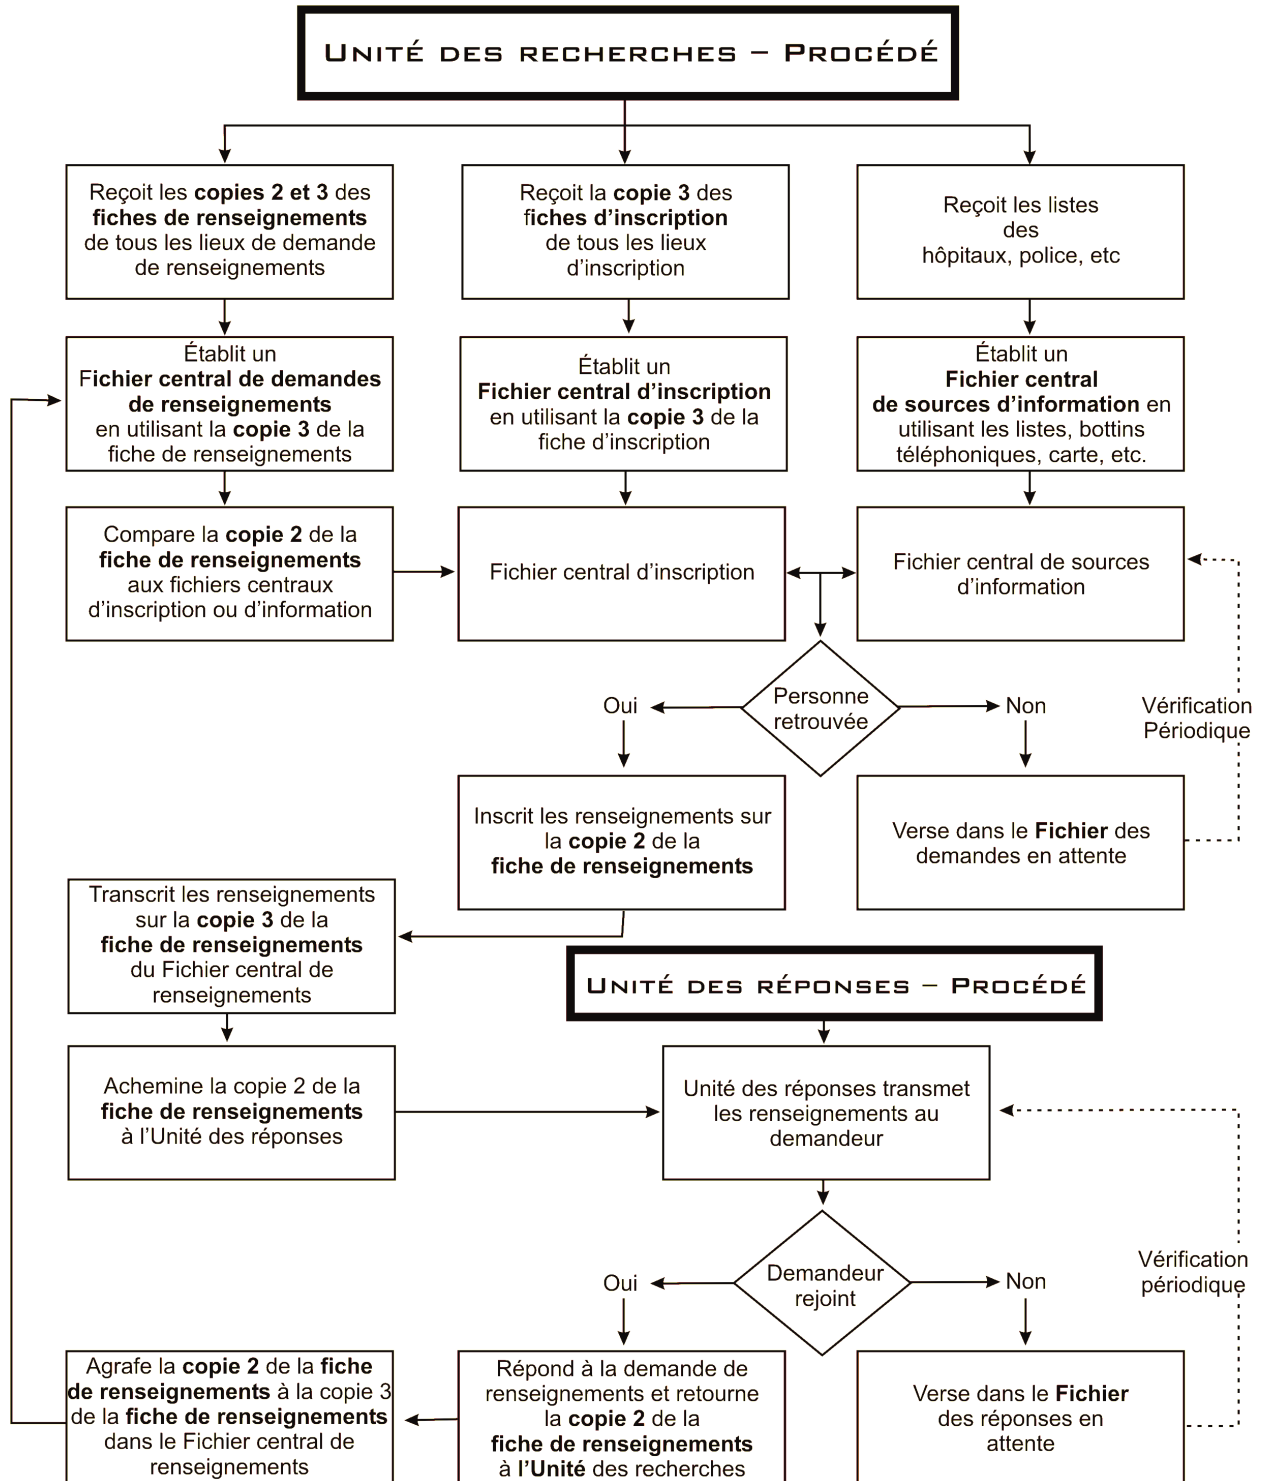 UNITÉ DES RECHERCHES – PROCÉDÉ
Reçoit les copies 2 et 3 des
fiches de renseignements
de tous les lieux de demande
de renseignements
Reçoit la copie 3 des
fiches d’inscription
de tous les lieux
d’inscription
Reçoit les listes
des
hôpitaux, police, etc
Établit un
Fichier central de demandes
de renseignements
en utilisant la copie 3 de la
fiche de renseignements
Établit un
Fichier central d’inscription
en utilisant la copie 3 de la
fiche d’inscription
Établit un
Fichier central
de sources d’information en
utilisant les listes, bottins
téléphoniques, carte, etc.
Compare la copie 2 de la
fiche de renseignements
aux fichiers centraux
d’inscription ou d’information
Fichier central d’inscription
Fichier central de sources
d’information
Personne
retrouvée
Oui
Non
Vérification
Périodique
Inscrit les renseignements sur
la copie 2 de la
fiche de renseignements
Verse dans le Fichier des
demandes en attente
Transcrit les renseignements
sur la copie 3 de la
fiche de renseignements
du Fichier central de
renseignements
UNITÉ DES RÉPONSES – PROCÉDÉ
Achemine la copie 2 de la
fiche de renseignements
à l’Unité des réponses
Unité des réponses transmet
les renseignements au
demandeur
Demandeur
rejoint
Oui
Non
Vérification
périodique
Agrafe la copie 2 de la fiche
de renseignements à la copie 3
de la fiche de renseignements
dans le Fichier central de
renseignements
Répond à la demande de
renseignements et retourne
la copie 2 de la
fiche de renseignements
à l’Unité des recherches
Verse dans le Fichier
des réponses en
attente